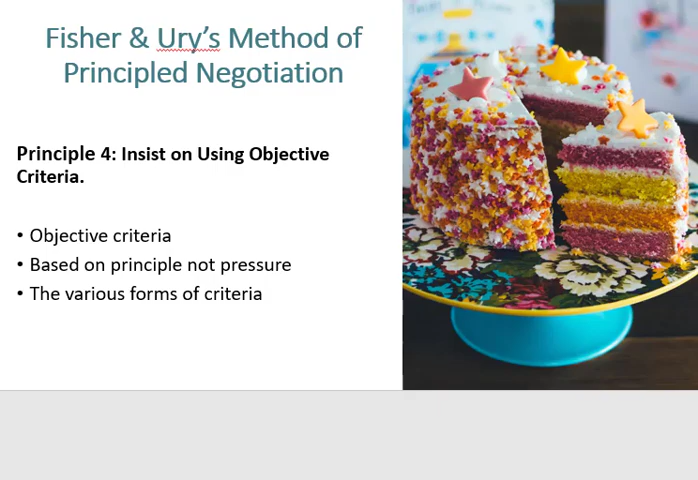 Fisher & Ury's Method of
Principled Negotiation
Principle 4: Insist on Using Objective
Criteria.
• Objective criteria
• Based on principle not pressure
• The various forms of criteria